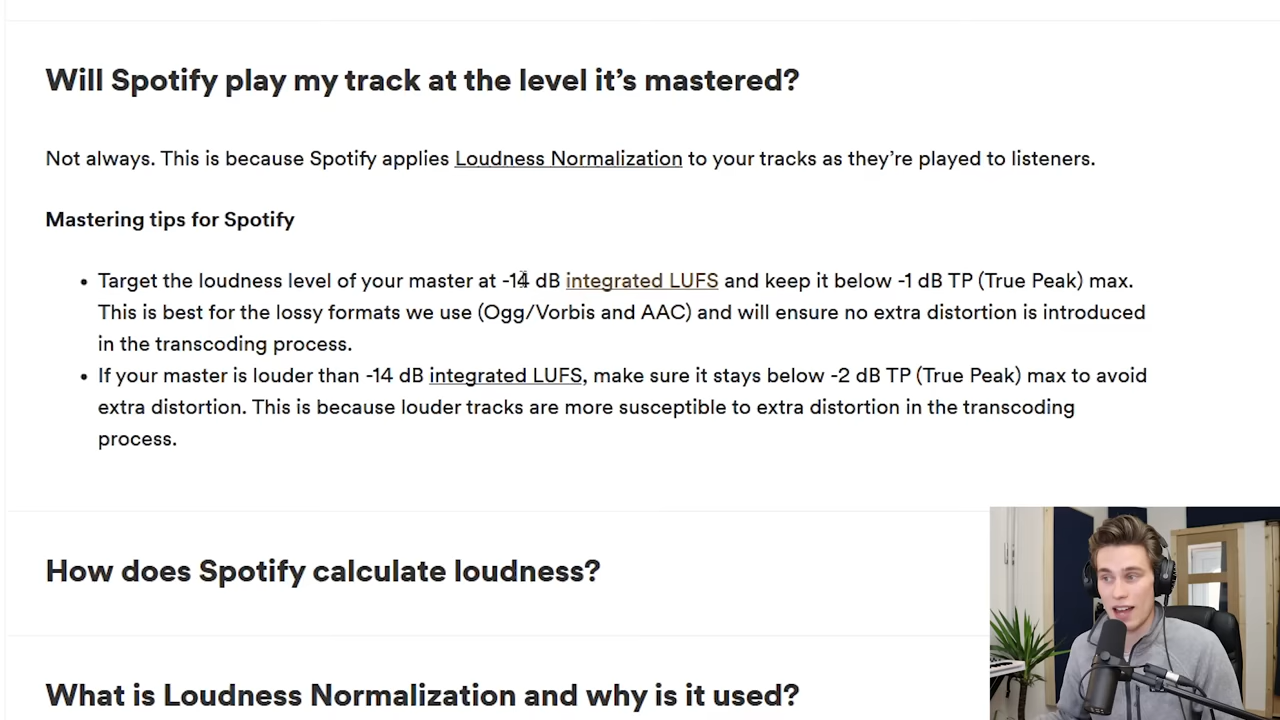 Will Spotify play my track at the level it’s mastered?
Not always. This is because Spotify applies Loudness Normalization to your tracks as they’re played to listeners.
Mastering tips for Spotify
Target the loudness level of your master at -14 dB integrated LUFS and keep it below -1 dB TP (True Peak) max.
This is best for the lossy formats we use (Ogg/Vorbis and AAC) and will ensure no extra distortion is introduced
in the transcoding process.
If your master is louder than -14 dB integrated LUFS, make sure it stays below -2 dB TP (True Peak) max to avoid
extra distortion. This is because louder tracks are more susceptible to extra distortion in the transcoding
process.
How does Spotify calculate loudness?
What is Loudness Normalization and why is it used?